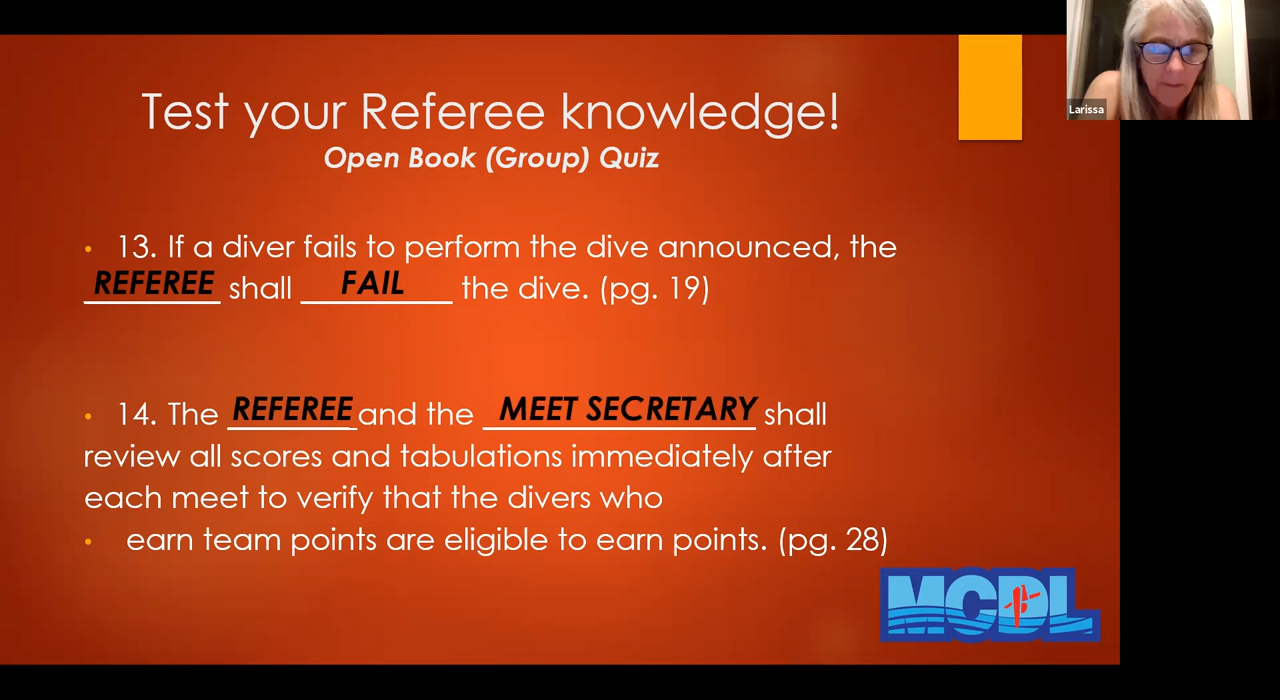 Larissa
Test your Referee knowledge!
Open Book (Group) Quiz
• 13. If a diver fails to perform the dive announced, the
REFEREE shall FAIL the dive. (pg. 19)
• 14. The REFEREE and the MEET SECRETARY shall
review all scores and tabulations immediately after
each meet to verify that the divers who
• earn team points are eligible to earn points. (pg. 28)
MCDL